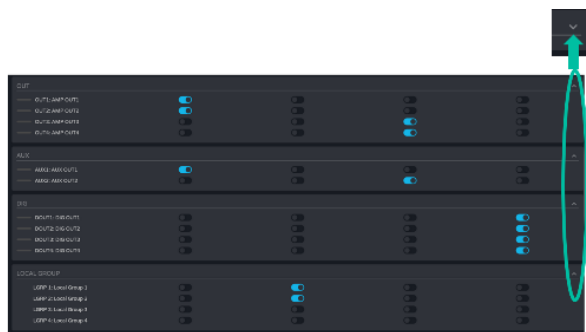 OUT
OUT1: AMP OUT1
OUT2: AMP OUT2
OUT3: AMP OUT3
OUT4: AMP OUT4
AUX
AUX1: AUX OUT1
AUX2: AUX OUT2
DIG
DOUT1: DIG OUT1
DOUT2: DIG OUT2
DOUT3: DIG OUT3
DOUT4: DIG OUT4
LOCAL GROUP
LGRP 1: Local Group 1
LGRP 2: Local Group 2
LGRP 3: Local Group 3
LGRP 4: Local Group 4